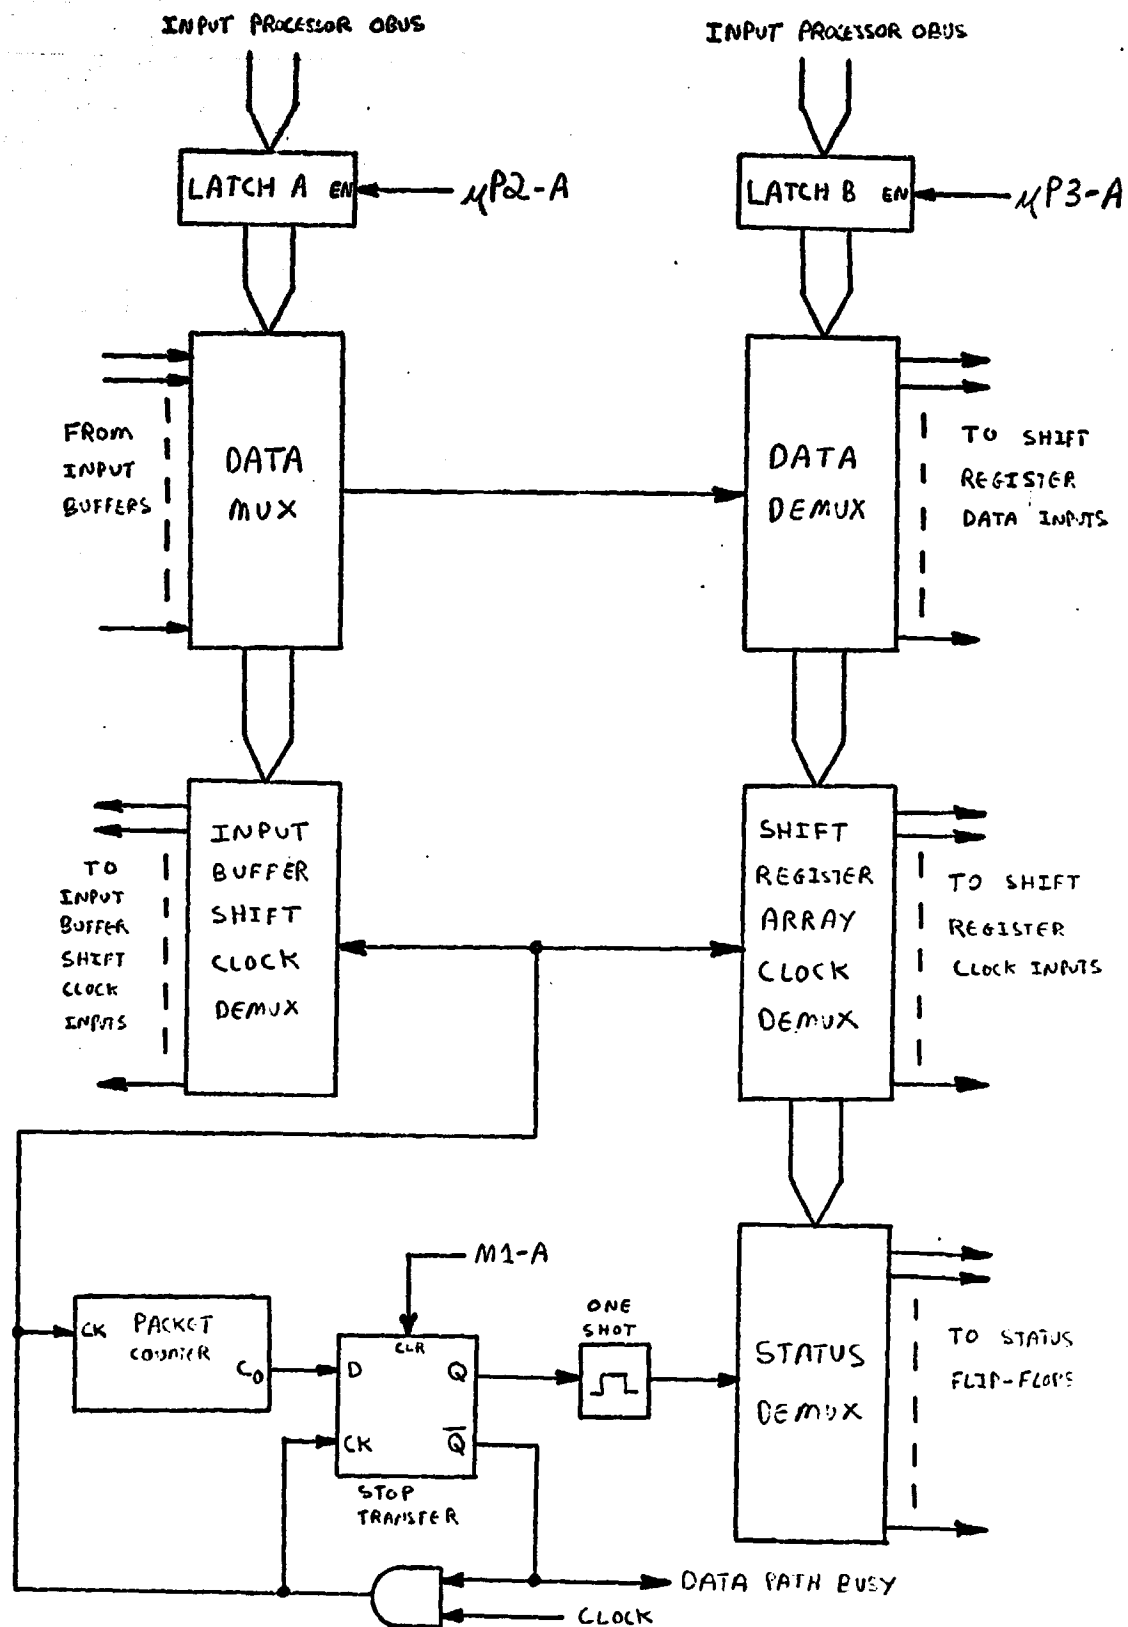 INPUT PROCESSOR OBUS
INPUT PROCESSOR OBUS
LATCH A EN
μP2-A
LATCH B EN
μP3-A
FROM
INPUT
BUFFERS
DATA
MUX
DATA
DEMUX
TO SHIFT
REGISTER
DATA INPUTS
TO
INPUT
BUFFER
SHIFT
CLOCK
INPUTS
INPUT
BUFFER
SHIFT
CLOCK
DEMUX
SHIFT
REGISTER
ARRAY
CLOCK
DEMUX
TO SHIFT
REGISTER
CLOCK INPUTS
M1-A
CK PACKET
COUNTER
CO
CLR
D Q
CK Q̅
STOP
TRANSFER
ONE
SHOT
STATUS
DEMUX
TO STATUS
FLIP-FLOPS
DATA PATH BUSY
CLOCK